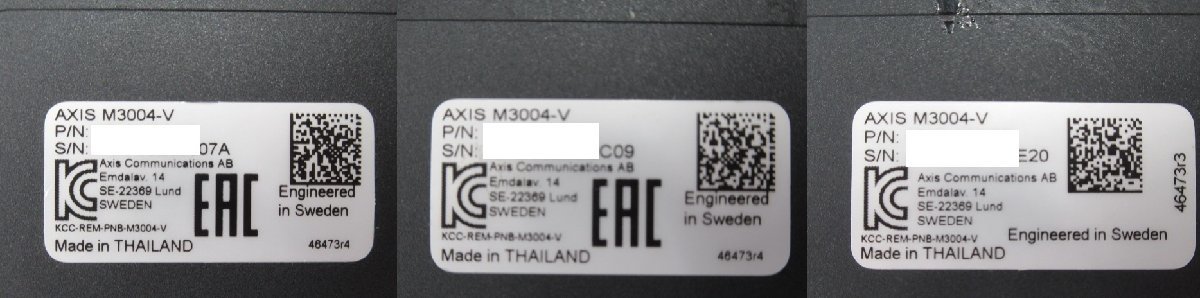 AXIS M3004-V
P/N:
S/N: 07A
Axis Communications AB
Emdalav. 14
SE-22369 Lund
SWEDEN
KC
EAC
Engineered
in Sweden
KCC-REM-PNB-M3004-V
Made in THAILAND
46473r4
AXIS M3004-V
P/N:
S/N: C09
Axis Communications AB
Emdalav. 14
SE-22369 Lund
SWEDEN
KC
EAC
Engineered
in Sweden
KCC-REM-PNB-M3004-V
Made in THAILAND
46473r4
AXIS M3004-V
P/N:
S/N: E20
Axis Communications AB
Emdalav. 14
SE-22369 Lund
SWEDEN
KC
KCC-REM-PNB-M3004-V
Engineered in Sweden
Made in THAILAND
46473r3